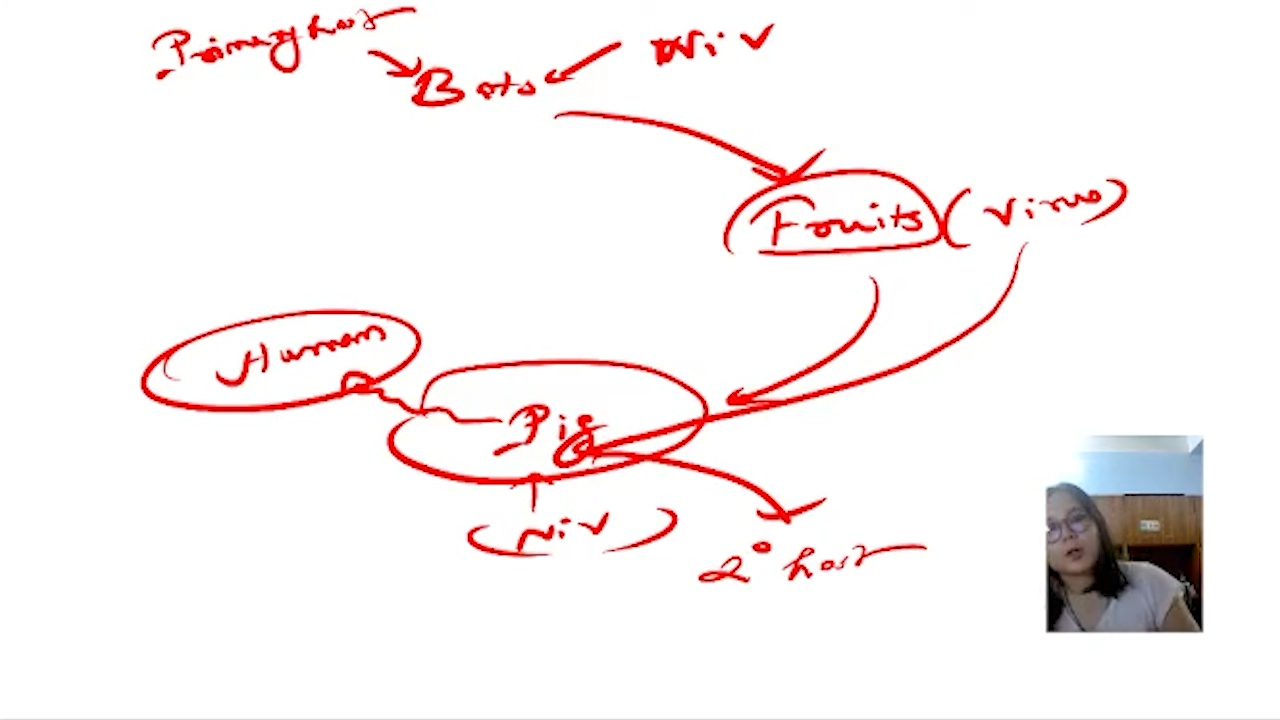 Primary host
NiV
Bats
Fruits (Virus)
Human
Pig
(NiV)
2° host